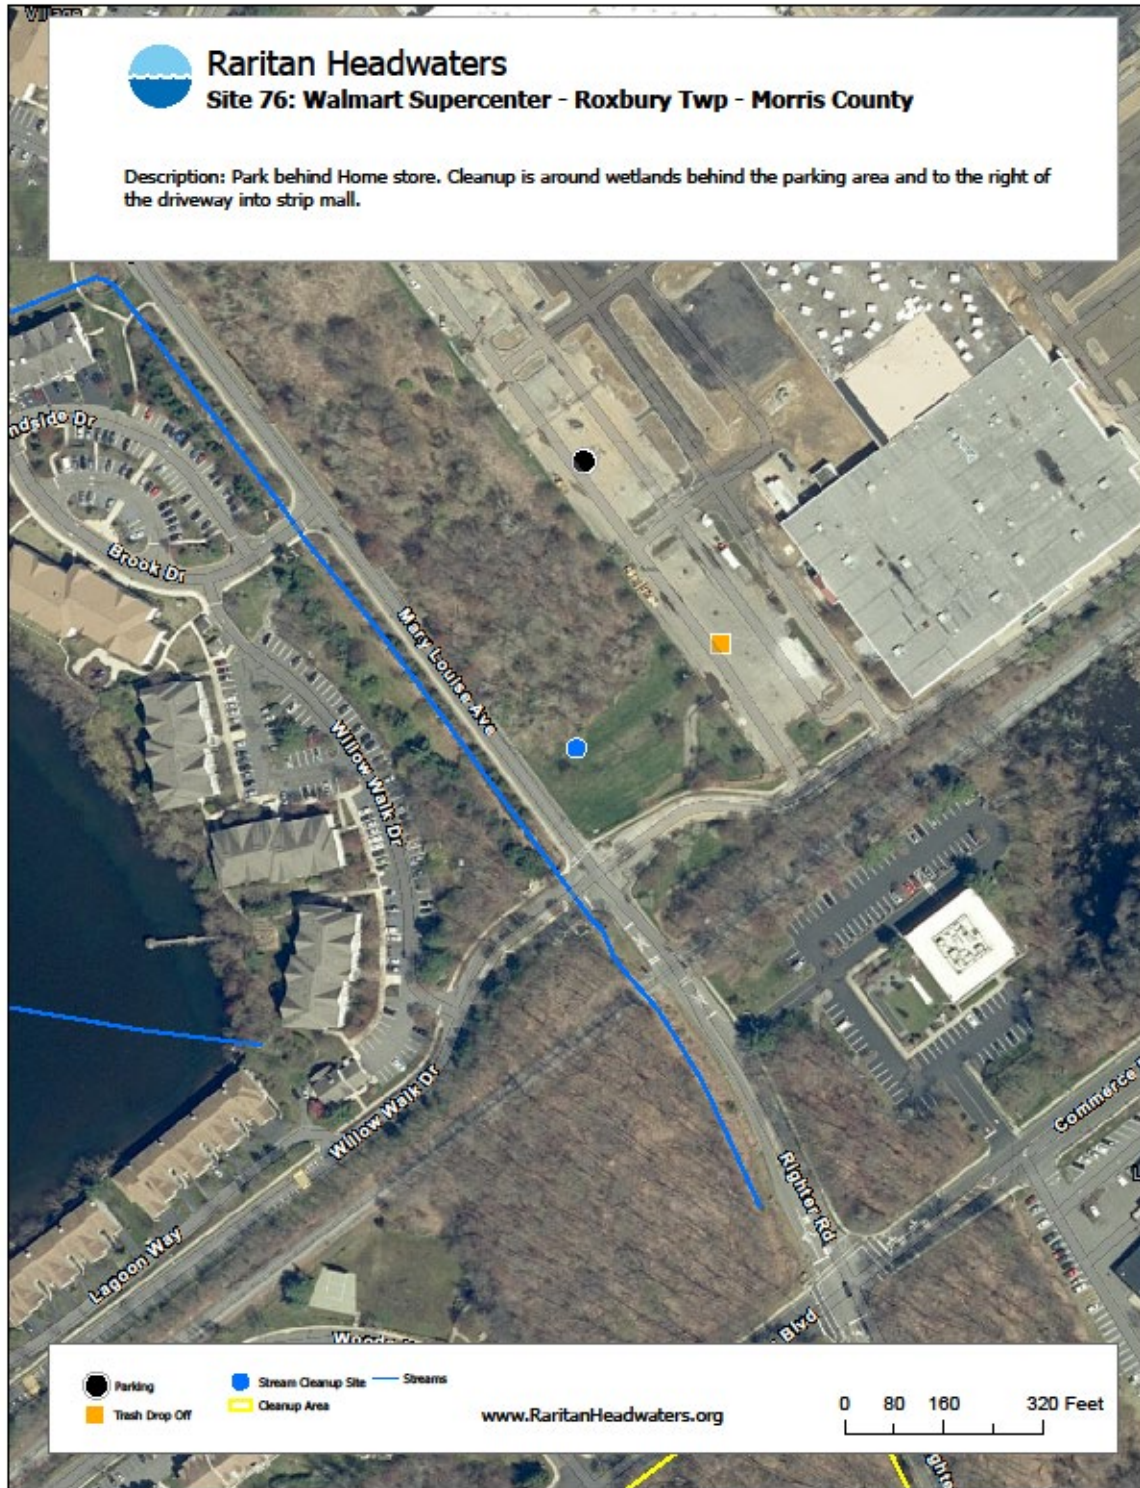 Village
Raritan Headwaters
Site 76: Walmart Supercenter - Roxbury Twp - Morris County
Description: Park behind Home store. Cleanup is around wetlands behind the parking area and to the right of
the driveway into strip mall.
ndside Dr
Brook Dr
Mary Louise Ave
Willow Walk Dr
Willow Walk Dr
Commerce
Righter Rd
Lagoon Way
Blvd
Parking
Stream Cleanup Site
Streams
Trash Drop Off
Cleanup Area
www.RaritanHeadwaters.org
0 80 160 320 Feet